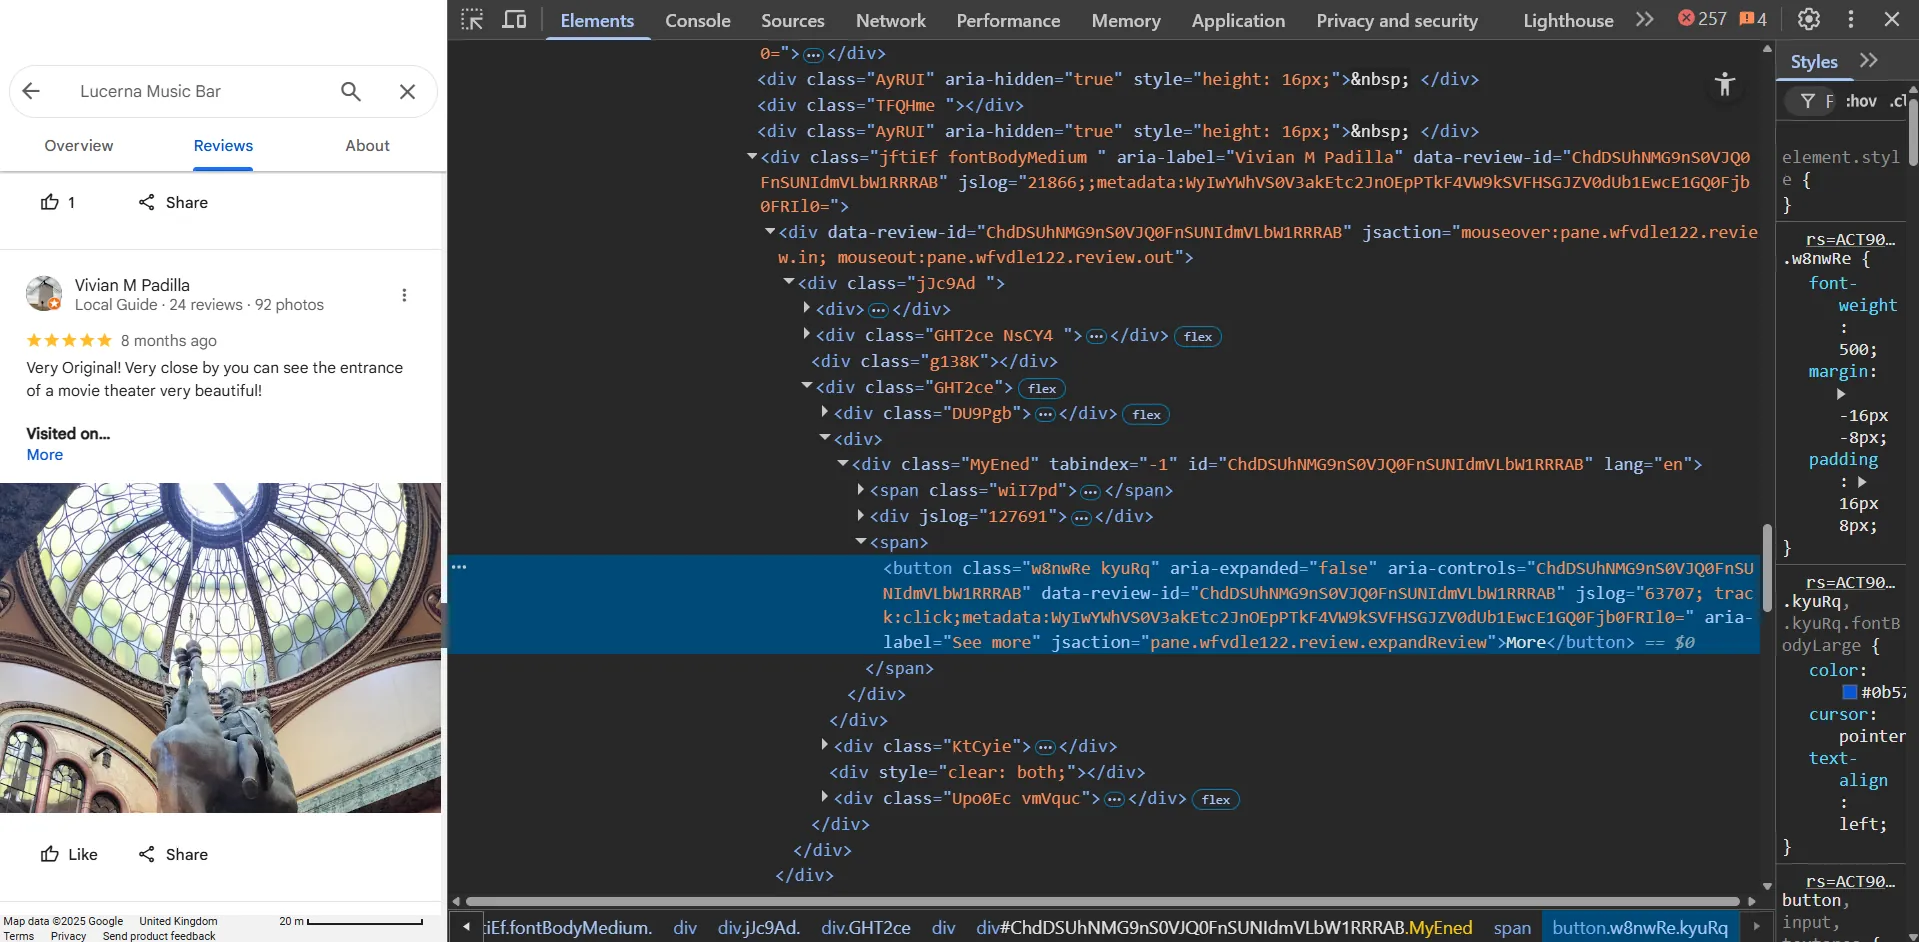 Lucerna Music Bar
Overview
Reviews
About
1
Share
Vivian M Padilla
Local Guide · 24 reviews · 92 photos
8 months ago
Very Original! Very close by you can see the entrance
of a movie theater very beautiful!
Visited on...
More
Like
Share
Map data ©2025 Google
United Kingdom
20 m
Terms
Privacy
Send product feedback
Elements
Console
Sources
Network
Performance
Memory
Application
Privacy and security
Lighthouse
257
4
0=">…</div>
<div class="AyRUI" aria-hidden="true" style="height: 16px;">&nbsp; </div>
<div class="TFQHme "></div>
<div class="AyRUI" aria-hidden="true" style="height: 16px;">&nbsp; </div>
<div class="jftiEf fontBodyMedium " aria-label="Vivian M Padilla" data-review-id="ChdDSUhNMG9nS0VJQ0
FnSUNIdmVLbW1RRRAB" jslog="21866;;metadata:WyIwYWhVS0V3akEtc2JnOEpPTkF4VW9kSVFHSGJZV0dUb1EwcE1GQ0Fjb
0FRIl0=">
<div data-review-id="ChdDSUhNMG9nS0VJQ0FnSUNIdmVLbW1RRRAB" jsaction="mouseover:pane.wfvdle122.revie
w.in; mouseout:pane.wfvdle122.review.out">
<div class="jJc9Ad ">
<div>…</div>
<div class="GHT2ce NsCY4 ">…</div> flex
<div class="g138K"></div>
<div class="GHT2ce"> flex
<div class="DU9Pgb">…</div> flex
<div>
<div class="MyEned" tabindex="-1" id="ChdDSUhNMG9nS0VJQ0FnSUNIdmVLbW1RRRAB" lang="en">
<span class="wiI7pd">…</span>
<div jslog="127691">…</div>
<span>
<button class="w8nwRe kyuRq" aria-expanded="false" aria-controls="ChdDSUhNMG9nS0VJQ0FnSU
NIdmVLbW1RRRAB" data-review-id="ChdDSUhNMG9nS0VJQ0FnSUNIdmVLbW1RRRAB" jslog="63707; trac
k:click;metadata:WyIwYWhVS0V3akEtc2JnOEpPTkF4VW9kSVFHSGJZV0dUb1EwcE1GQ0Fjb0FRIl0=" aria-
label="See more" jsaction="pane.wfvdle122.review.expandReview">More</button> == $0
</span>
</div>
</div>
<div class="KtCyie">…</div>
<div style="clear: both;"></div>
<div class="Upo0Ec vmVquc">…</div> flex
</div>
</div>
</div>
tiEf.fontBodyMedium.
div
div.jJc9Ad.
div.GHT2ce
div
div#ChdDSUhNMG9nS0VJQ0FnSUNIdmVLbW1RRRAB.MyEned
span
button.w8nwRe.kyuRq
Styles
F
:hov
.cl
element.styl
e {
}
rs=ACT90…
.w8nwRe {
font-
weight
:
500;
margin:
-16px
-8px;
padding
:
16px
8px;
}
rs=ACT90…
.kyuRq,
.kyuRq.fontB
odyLarge {
color:
#0b57
cursor:
pointer
text-
align
:
left;
}
rs=ACT90…
button,
input,